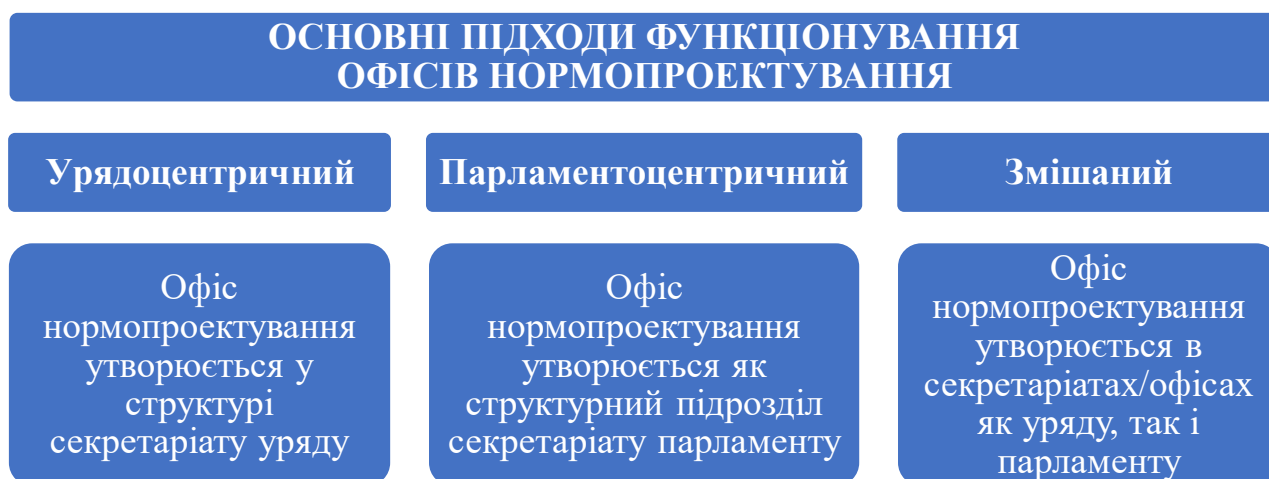 ОСНОВНІ ПІДХОДИ ФУНКЦІОНУВАННЯ
ОФІСІВ НОРМОПРОЕКТУВАННЯ
Урядоцентричний
Парламентоцентричний
Змішаний
Офіс
нормопроектування
утворюється у
структурі
секретаріату уряду
Офіс
нормопроектування
утворюється як
структурний підрозділ
секретаріату парламенту
Офіс
нормопроектування
утворюється в
секретаріатах/офісах
як уряду, так і
парламенту